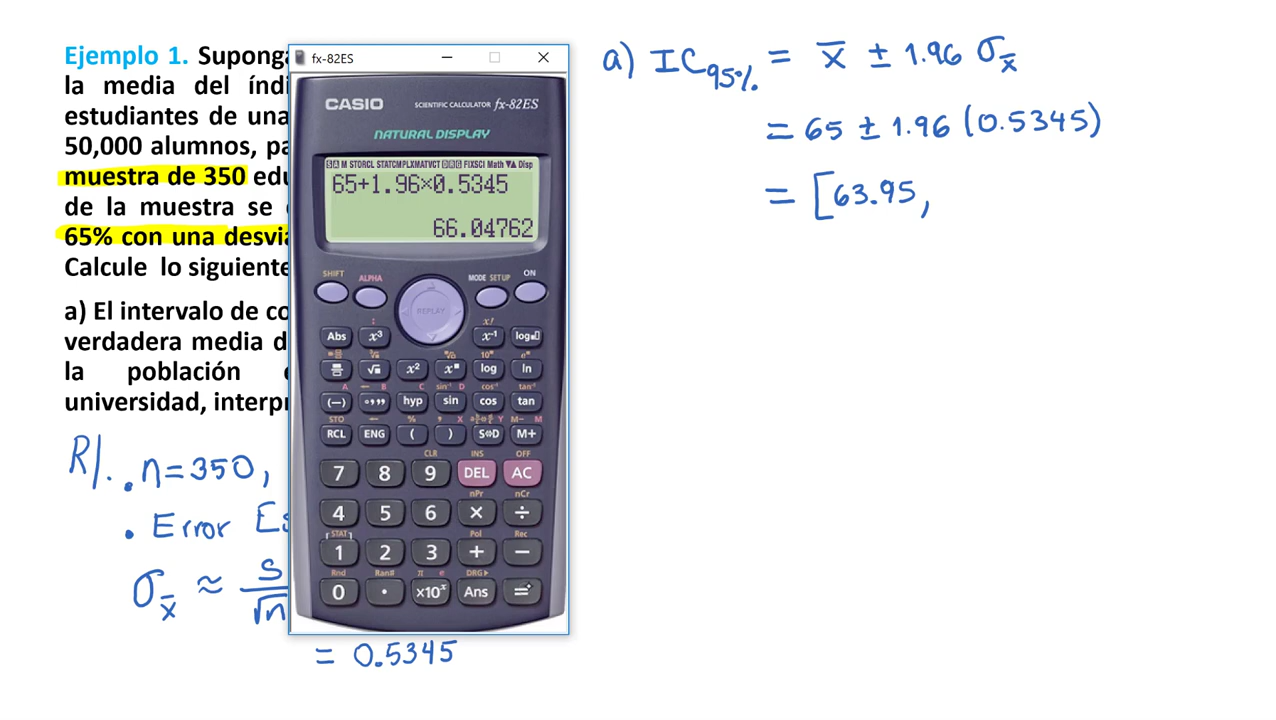 Ejemplo 1. Suponga
la media del índi
estudiantes de una
50,000 alumnos, pa
muestra de 350 edu
de la muestra se
65% con una desvia
Calcule lo siguiente
a) El intervalo de co
verdadera media d
la población
universidad, interpr
R/. . n = 350,
. Error Es
σx̅ ≈ s/√n
= 0.5345
fx-82ES
CASIO SCIENTIFIC CALCULATOR fx-82ES
NATURAL DISPLAY
S A M STORCL STATCMPLXMATVCT D R G FIXSCI Math ▼▲ Disp
65+1.96×0.5345
66.04762
SHIFT ALPHA MODE SETUP ON
REPLAY
Abs x³ x⁻¹ log
√ x² log ln
(−) hyp sin cos tan
RCL ENG ( ) S⇔D M+
7 8 9 DEL AC
4 5 6 × ÷
1 2 3 + −
0 . ×10ˣ Ans =
a) IC95% = x̅ ± 1.96 σx̅
= 65 ± 1.96 (0.5345)
= [63.95,